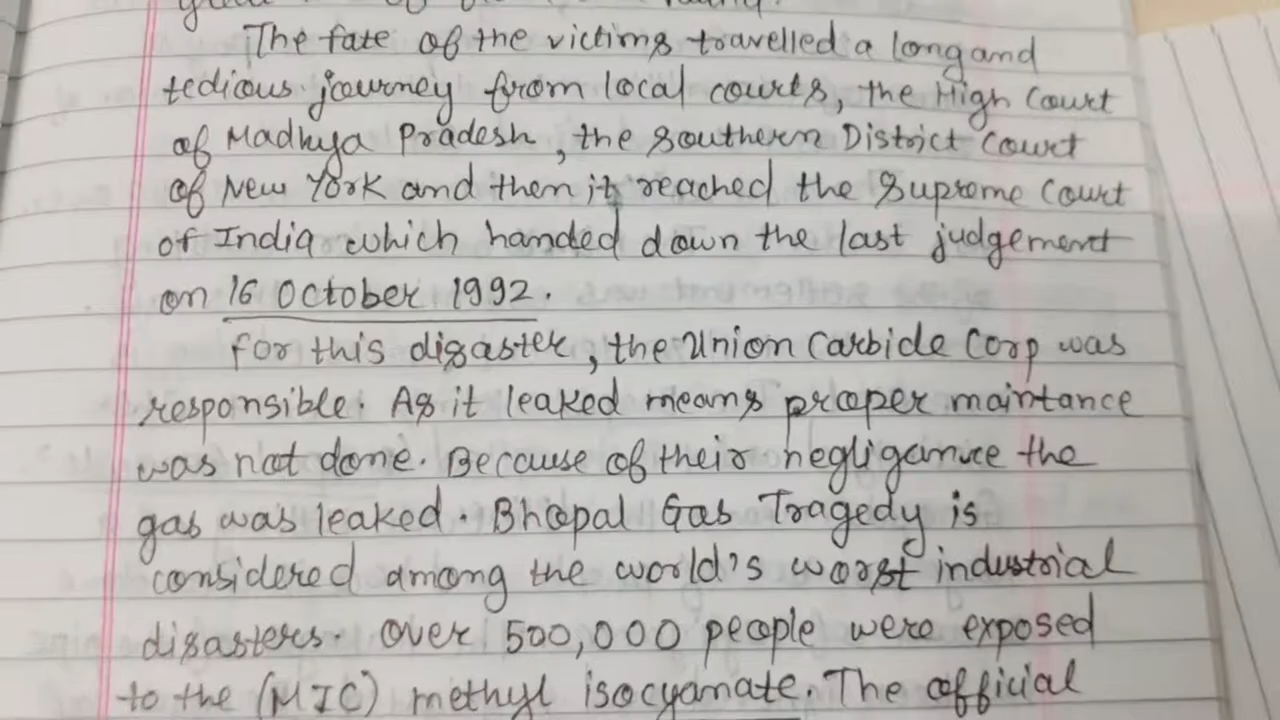 The fate of the victims travelled a long and
tedious journey from local courts, the High Court
of Madhya Pradesh, the Southern District Court
of New York and then it reached the Supreme Court
of India which handed down the last judgement
on 16 October 1992.
for this disaster, the Union Carbide Corp was
responsible. As it leaked means proper maintance
was not done. Because of their negligance the
gas was leaked. Bhopal Gas Tragedy is
considered among the world's worst industrial
disasters. Over 500,000 people were exposed
to the (MIC) methyl isocyanate. The official